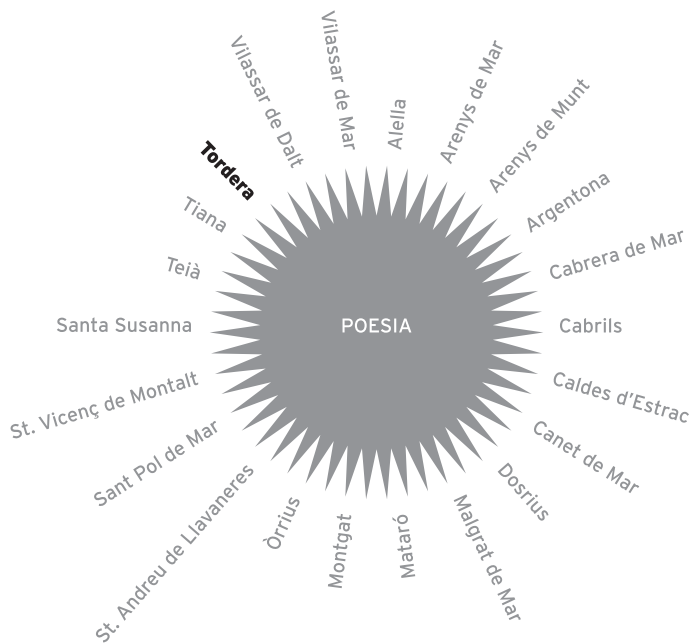 Alella
Arenys de Mar
Arenys de Munt
Argentona
Cabrera de Mar
Cabrils
Caldes d'Estrac
Canet de Mar
Dosrius
Malgrat de Mar
Mataró
Montgat
Òrrius
St. Andreu de Llavaneres
Sant Pol de Mar
St. Vicenç de Montalt
Santa Susanna
Teià
Tiana
Tordera
Vilassar de Dalt
Vilassar de Mar
POESIA